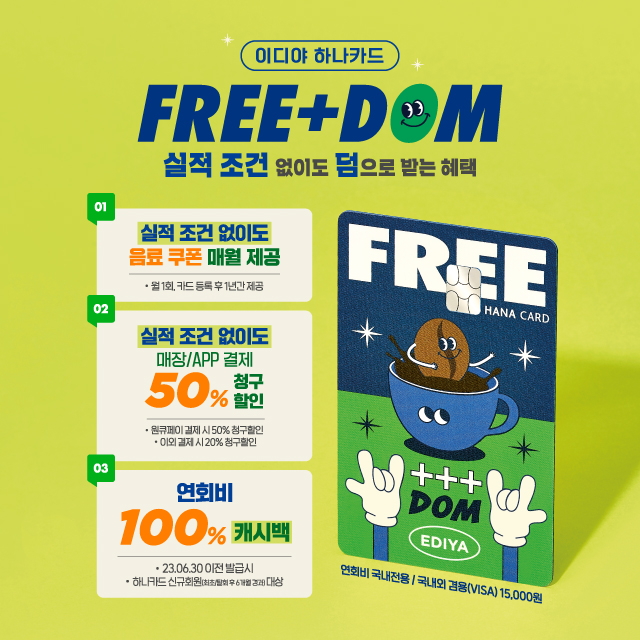 이디야 하나카드
FREE+DOM
실적 조건 없이도 덤으로 받는 혜택
01
실적 조건 없이도
음료 쿠폰 매월 제공
• 월 1회, 카드 등록 후 1년간 제공
02
실적 조건 없이도
매장/APP 결제
50% 청구
할인
• 원큐페이 결제 시 50% 청구할인
• 이외 결제 시 20% 청구할인
03
연회비
100% 캐시백
• 23.06.30 이전 발급시
• 하나카드 신규회원(최초/탈회 후 6개월 경과) 대상
FREE
HANA CARD
+++
DOM
EDIYA
연회비 국내전용 / 국내외 겸용(VISA) 15,000원